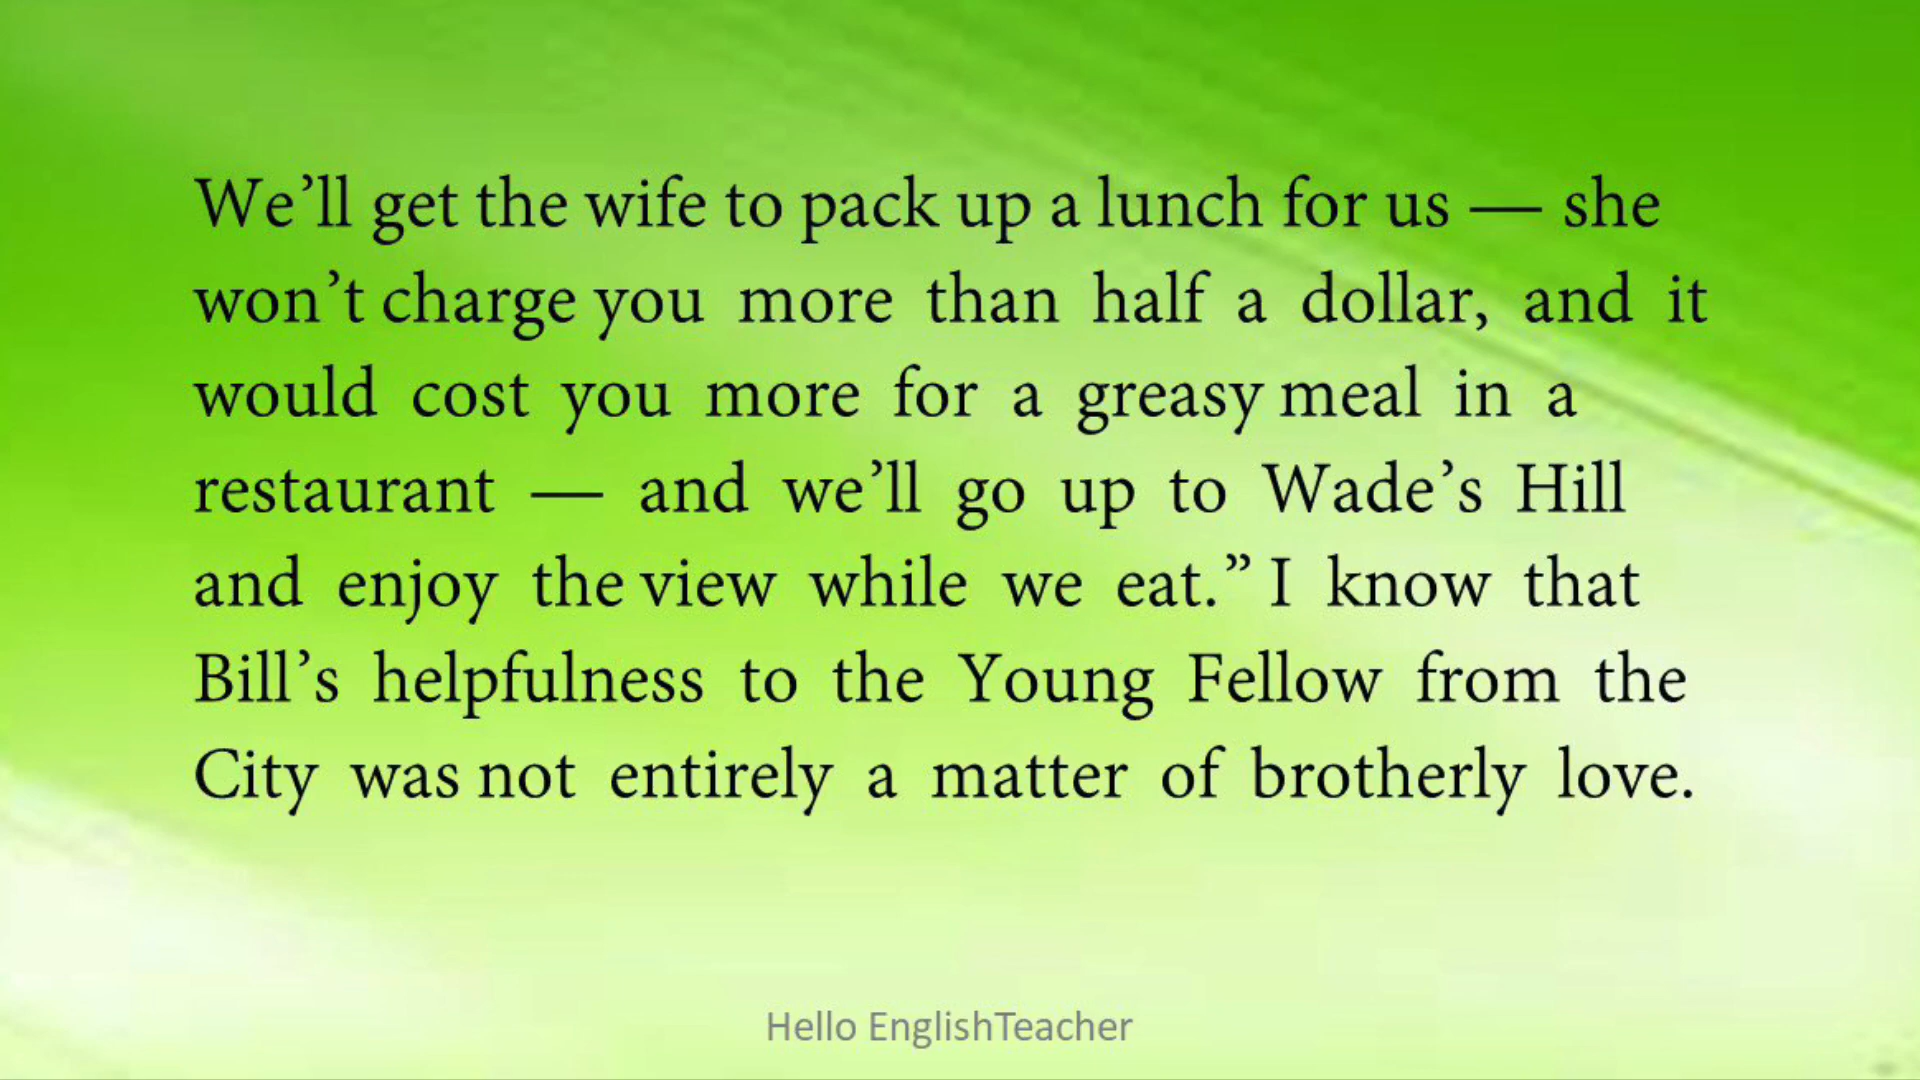 We’ll get the wife to pack up a lunch for us — she
won’t charge you more than half a dollar, and it
would cost you more for a greasy meal in a
restaurant — and we’ll go up to Wade’s Hill
and enjoy the view while we eat.” I know that
Bill’s helpfulness to the Young Fellow from the
City was not entirely a matter of brotherly love.
Hello EnglishTeacher